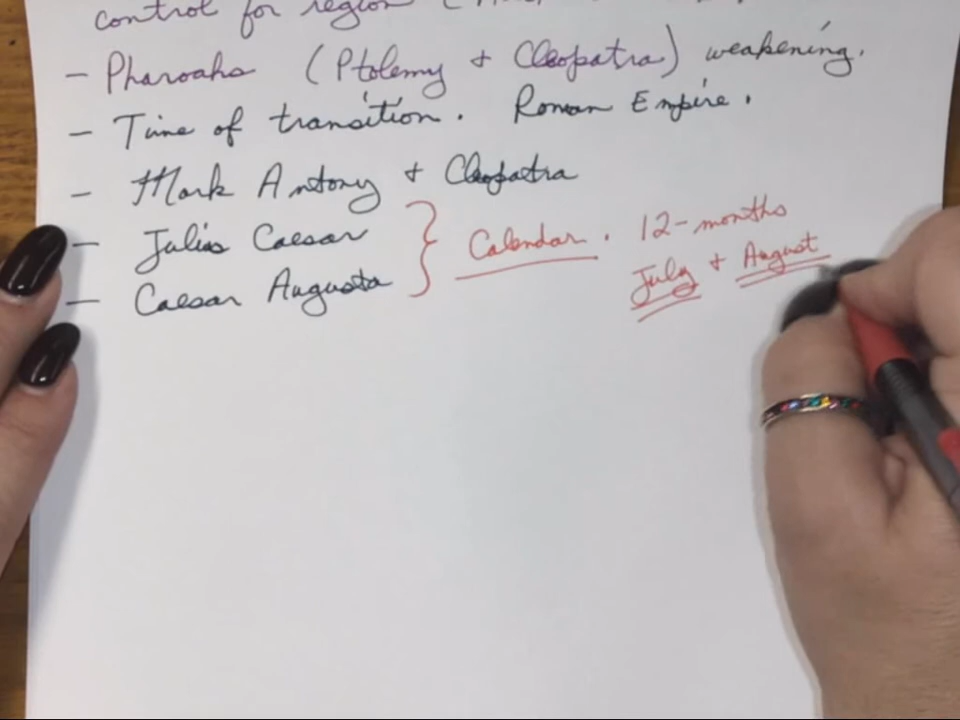 control for region (
- Pharoahs (Ptolemy + Cleopatra) weakening.
- Time of transition. Roman Empire.
- Mark Antony + Cleopatra
- Julias Caesar
- Caesar Augusta
Calendar. 12-months
July + August